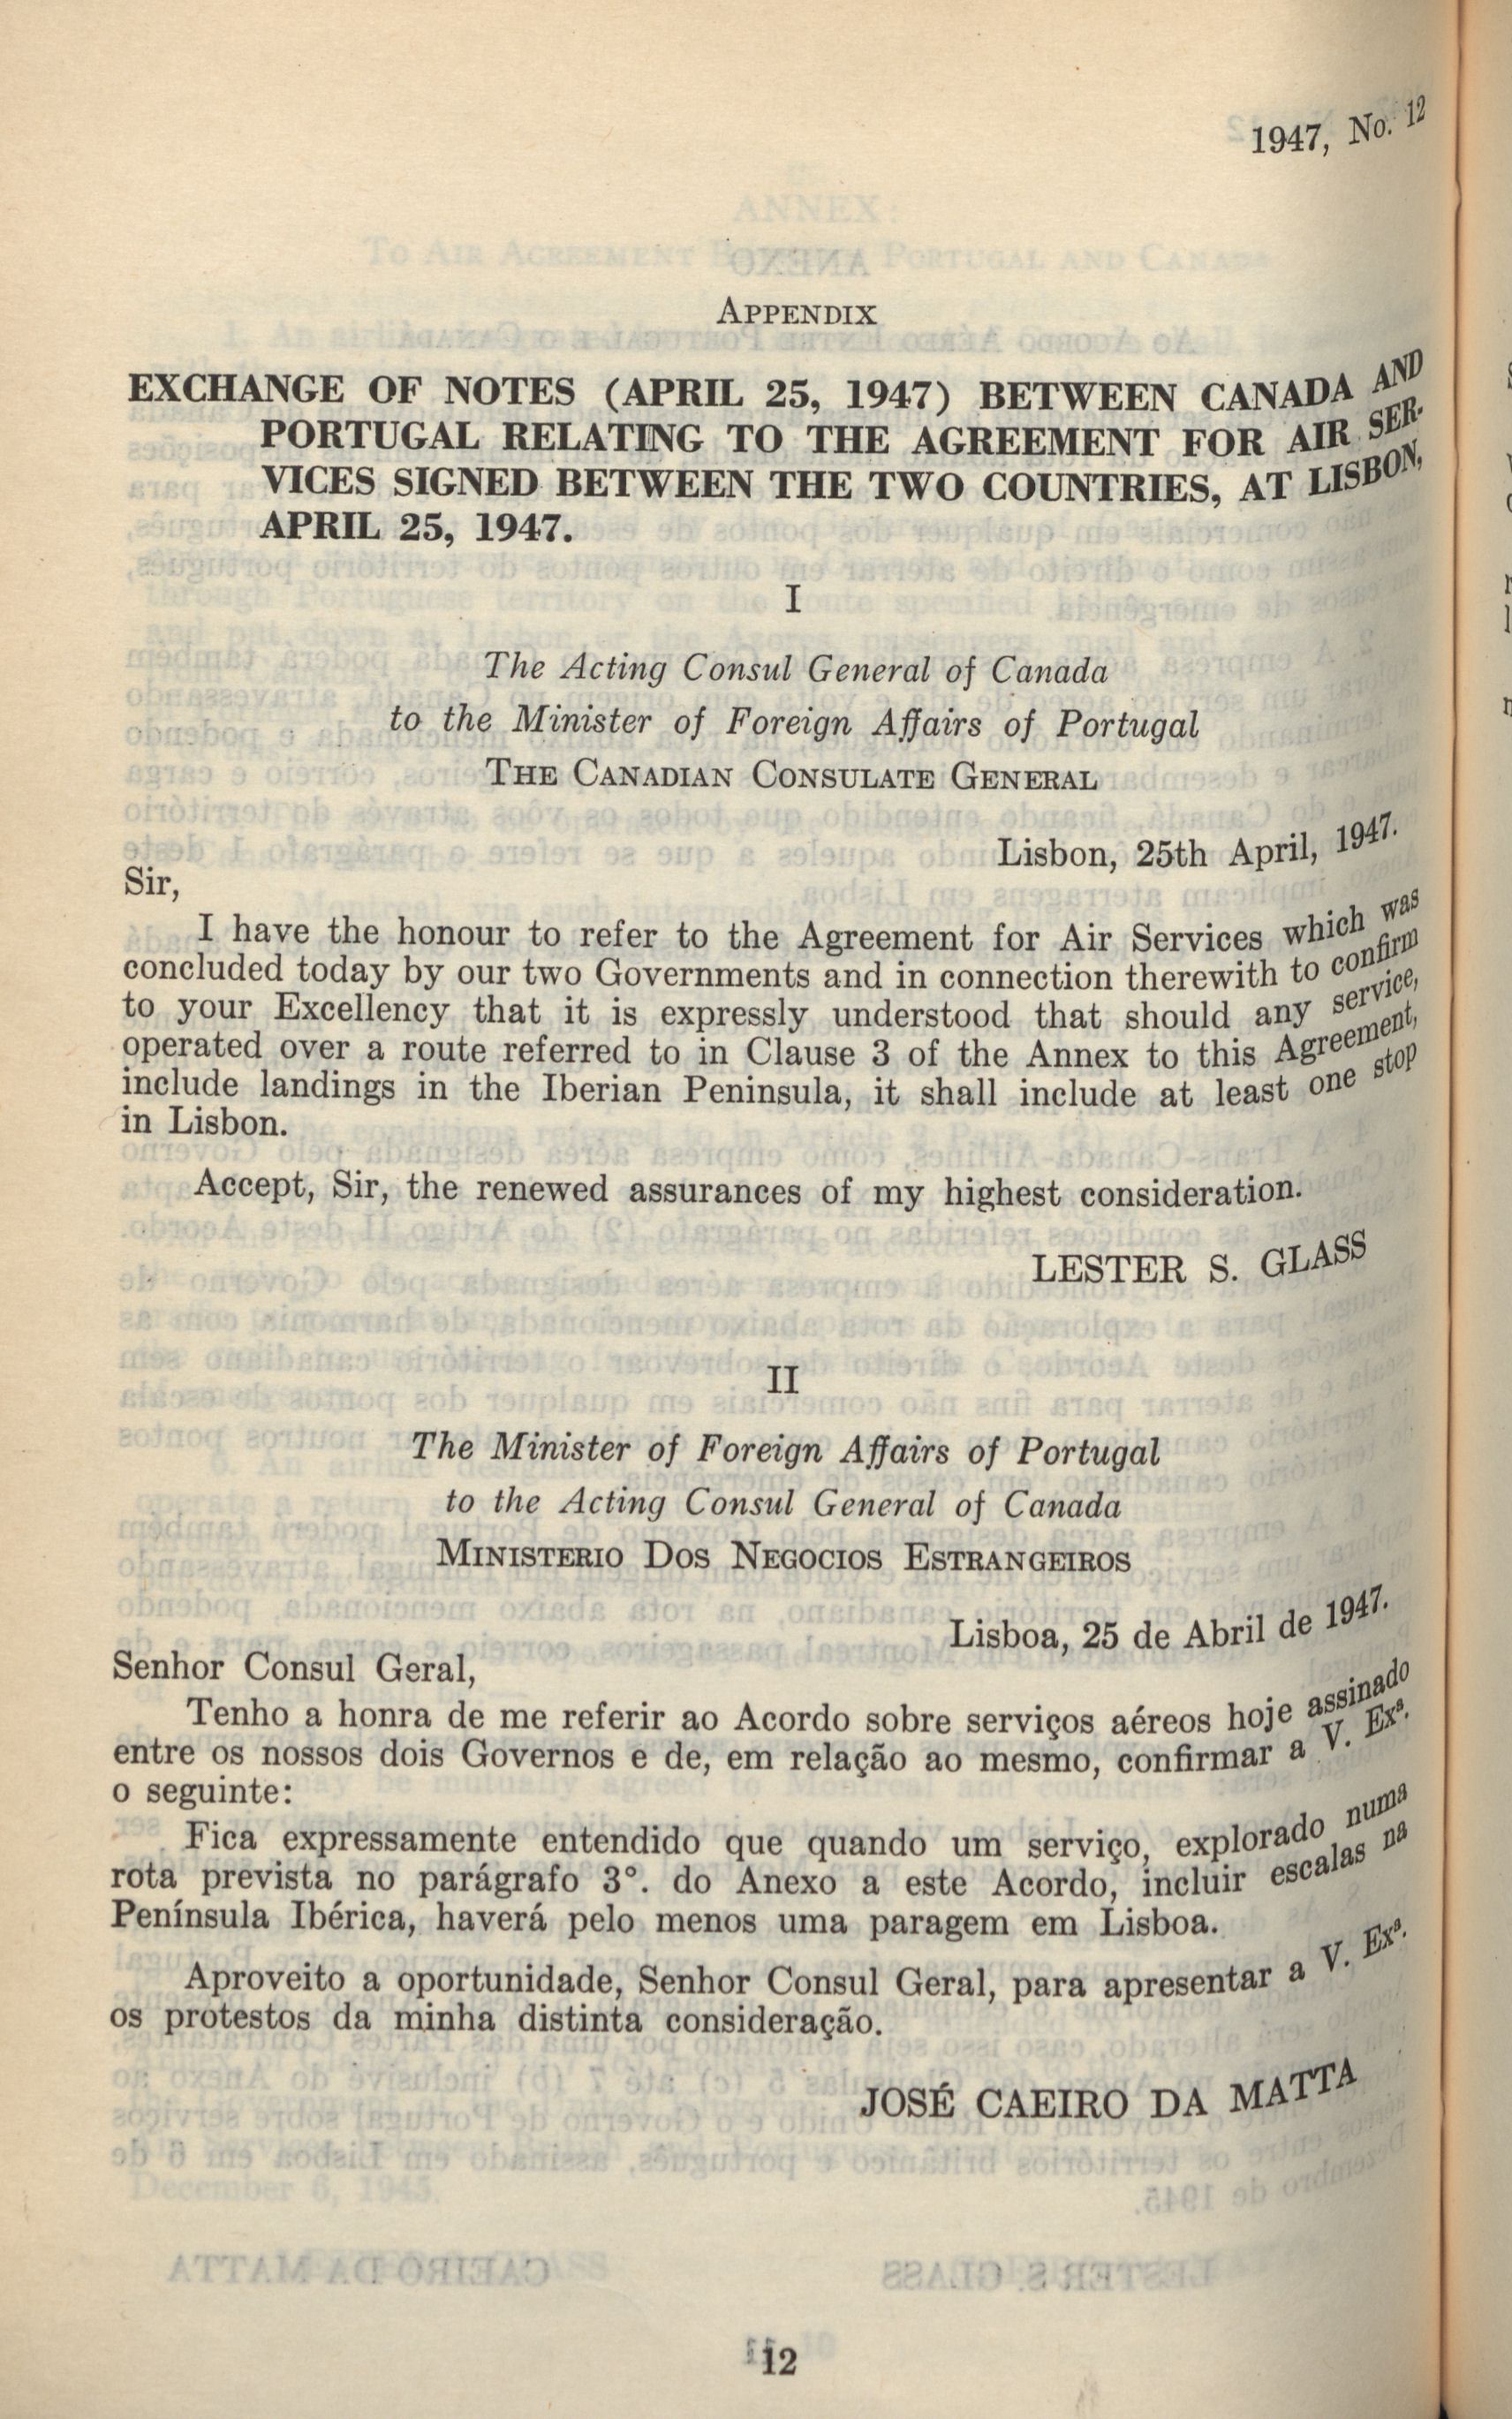 1947, No. 12
APPENDIX
EXCHANGE OF NOTES (APRIL 25, 1947) BETWEEN CANADA AND
PORTUGAL RELATING TO THE AGREEMENT FOR AIR SER-
VICES SIGNED BETWEEN THE TWO COUNTRIES, AT LISBON,
APRIL 25, 1947.
I
The Acting Consul General of Canada
to the Minister of Foreign Affairs of Portugal
THE CANADIAN CONSULATE GENERAL
Lisbon, 25th April, 1947.
Sir,
I have the honour to refer to the Agreement for Air Services which was
concluded today by our two Governments and in connection therewith to confirm
to your Excellency that it is expressly understood that should any service,
operated over a route referred to in Clause 3 of the Annex to this Agreement,
include landings in the Iberian Peninsula, it shall include at least one stop
in Lisbon.
Accept, Sir, the renewed assurances of my highest consideration.
LESTER S. GLASS
II
The Minister of Foreign Affairs of Portugal
to the Acting Consul General of Canada
MINISTERIO DOS NEGOCIOS ESTRANGEIROS
Lisboa, 25 de Abril de 1947.
Senhor Consul Geral,
Tenho a honra de me referir ao Acordo sobre serviços aéreos hoje assinado
entre os nossos dois Governos e de, em relação ao mesmo, confirmar a V. Exª.
o seguinte:
Fica expressamente entendido que quando um serviço, explorado numa
rota prevista no parágrafo 3º. do Anexo a este Acordo, incluir escalas na
Península Ibérica, haverá pelo menos uma paragem em Lisboa.
Aproveito a oportunidade, Senhor Consul Geral, para apresentar a V. Exª.
os protestos da minha distinta consideração.
JOSÉ CAEIRO DA MATTA
12